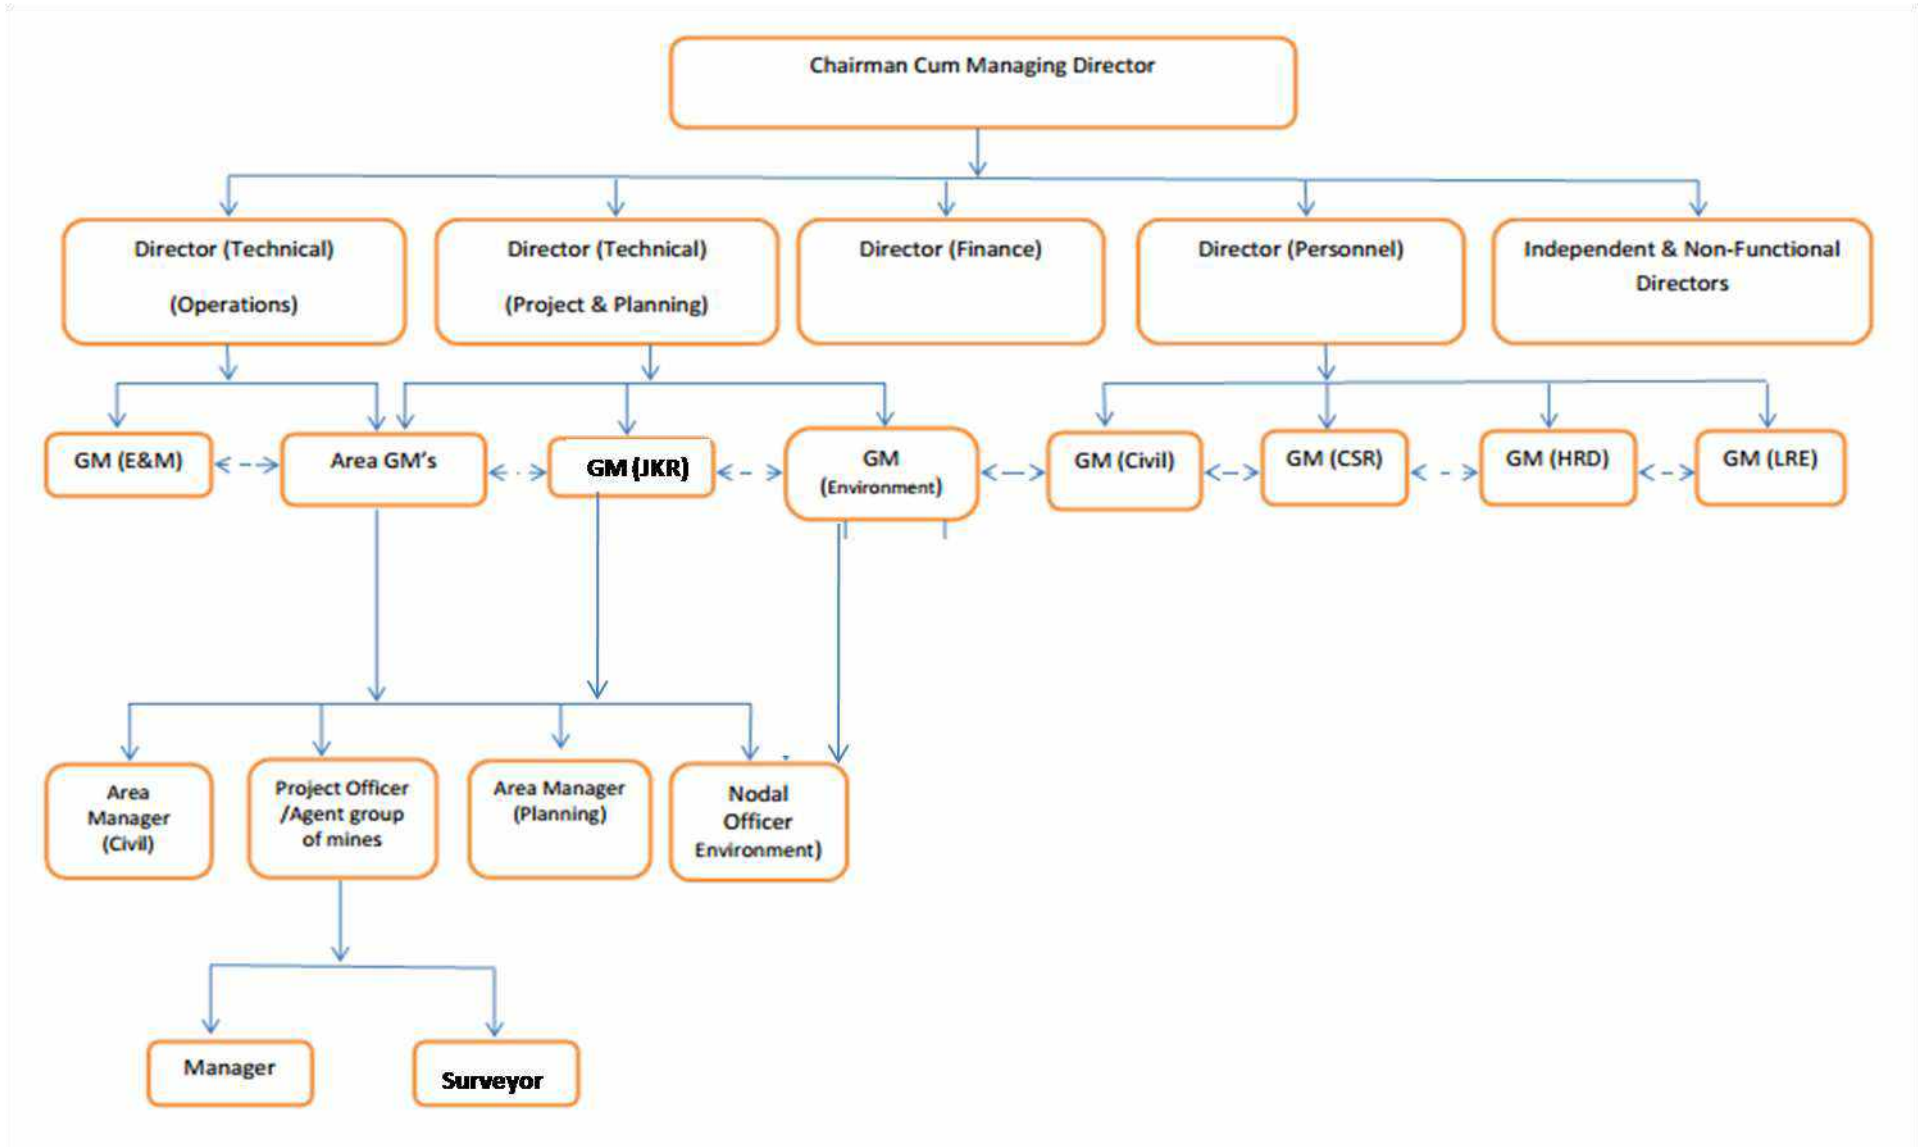 Chairman Cum Managing Director
Director (Technical)
(Operations)
Director (Technical)
(Project & Planning)
Director (Finance)
Director (Personnel)
Independent & Non-Functional
Directors
GM (E&M)
Area GM's
GM (JKR)
GM
(Environment)
GM (Civil)
GM (CSR)
GM (HRD)
GM (LRE)
Area
Manager
(Civil)
Project Officer
/Agent group
of mines
Area Manager
(Planning)
Nodal
Officer
Environment)
Manager
Surveyor